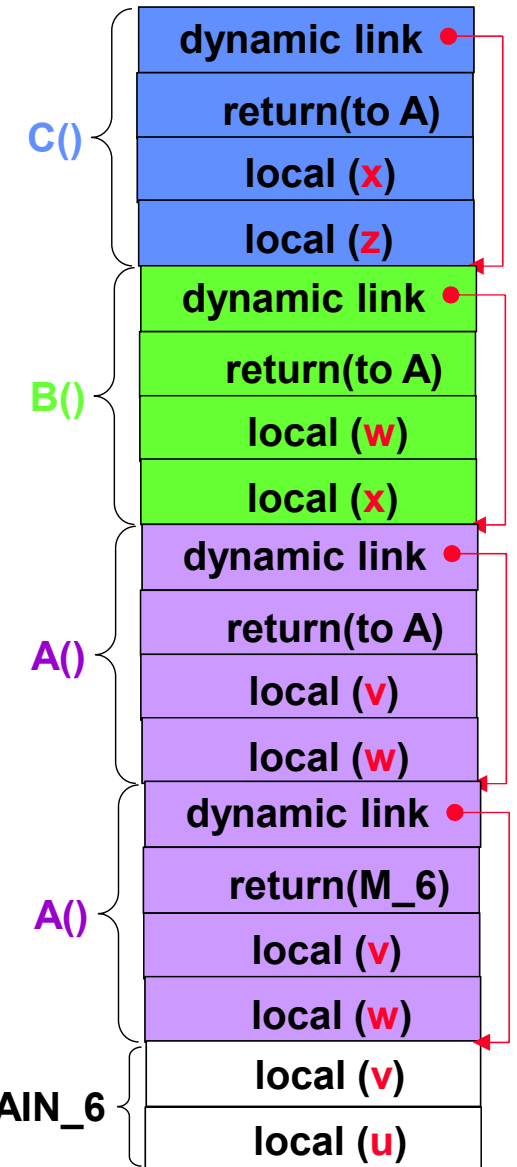 dynamic link
return(to A)
C()
local (x)
local (z)
dynamic link
return(to A)
B()
local (w)
local (x)
dynamic link
return(to A)
A()
local (v)
local (w)
dynamic link
return(M_6)
A()
local (v)
local (w)
local (v)
AIN_6
local (u)